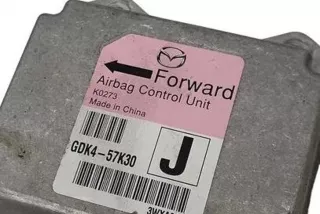 Forward
Airbag Control Unit
K0273
Made in China
GDK4-57K30
J